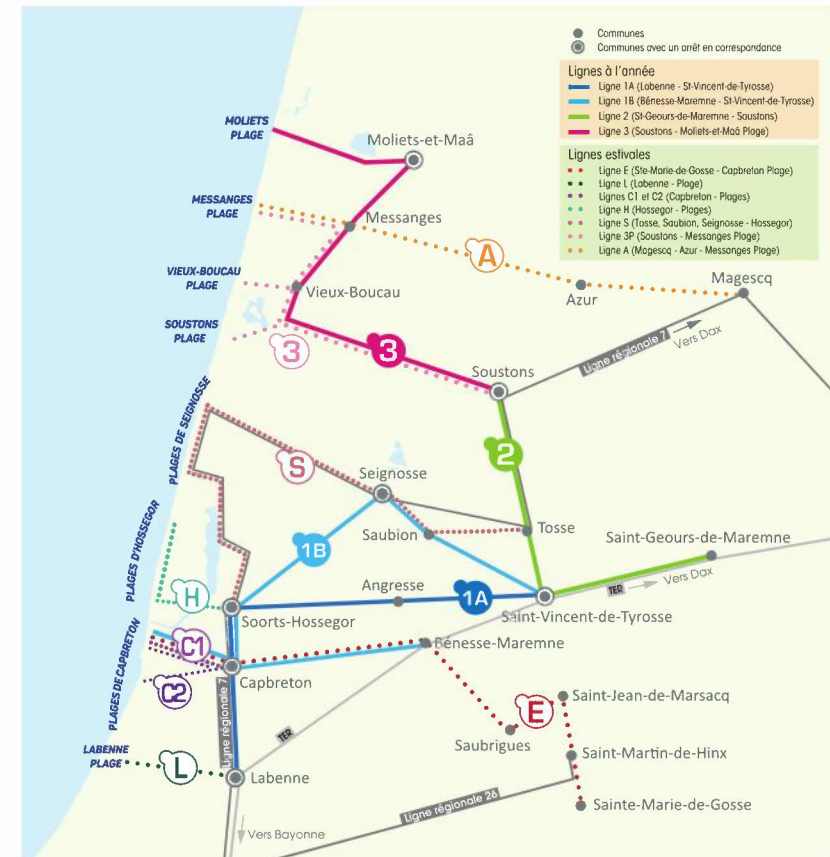 Communes
Communes avec un arrêt en correspondance
Lignes à l'année
Ligne 1A (Labenne - St-Vincent-de-Tyrosse)
Ligne 1B (Bénesse-Maremne - St-Vincent-de-Tyrosse)
Ligne 2 (St-Geours-de-Maremne - Soustons)
Ligne 3 (Soustons - Moliets-et-Maâ Plage)
Lignes estivales
Ligne E (Ste-Marie-de-Gosse - Capbreton Plage)
Ligne L (Labenne - Plage)
Lignes C1 et C2 (Capbreton - Plages)
Ligne H (Hossegor - Plages)
Ligne S (Tosse, Saubion, Seignosse - Hossegor)
Ligne 3P (Soustons - Messanges Plage)
Ligne A (Magescq - Azur - Messanges Plage)
MOLIETS
PLAGE
Moliets-et-Maâ
MESSANGES
PLAGE
Messanges
A
VIEUX-BOUCAU
PLAGE
Vieux-Boucau
Azur
Magescq
SOUSTONS
PLAGE
3
3
Ligne régionale 7
Vers Dax
Soustons
PLAGES DE SEIGNOSSE
S
2
Seignosse
Saubion
Tosse
Saint-Geours-de-Maremne
1B
PLAGES D'HOSSEGOR
H
Angresse
1A
TER
Vers Dax
Soorts-Hossegor
Saint-Vincent-de-Tyrosse
PLAGES DE CAPBRETON
C1
Bénesse-Maremne
C2
Capbreton
Ligne régionale 7
E
Saint-Jean-de-Marsacq
TER
Saubrigues
LABENNE
PLAGE
L
Labenne
Saint-Martin-de-Hinx
Ligne régionale 26
Sainte-Marie-de-Gosse
Vers Bayonne